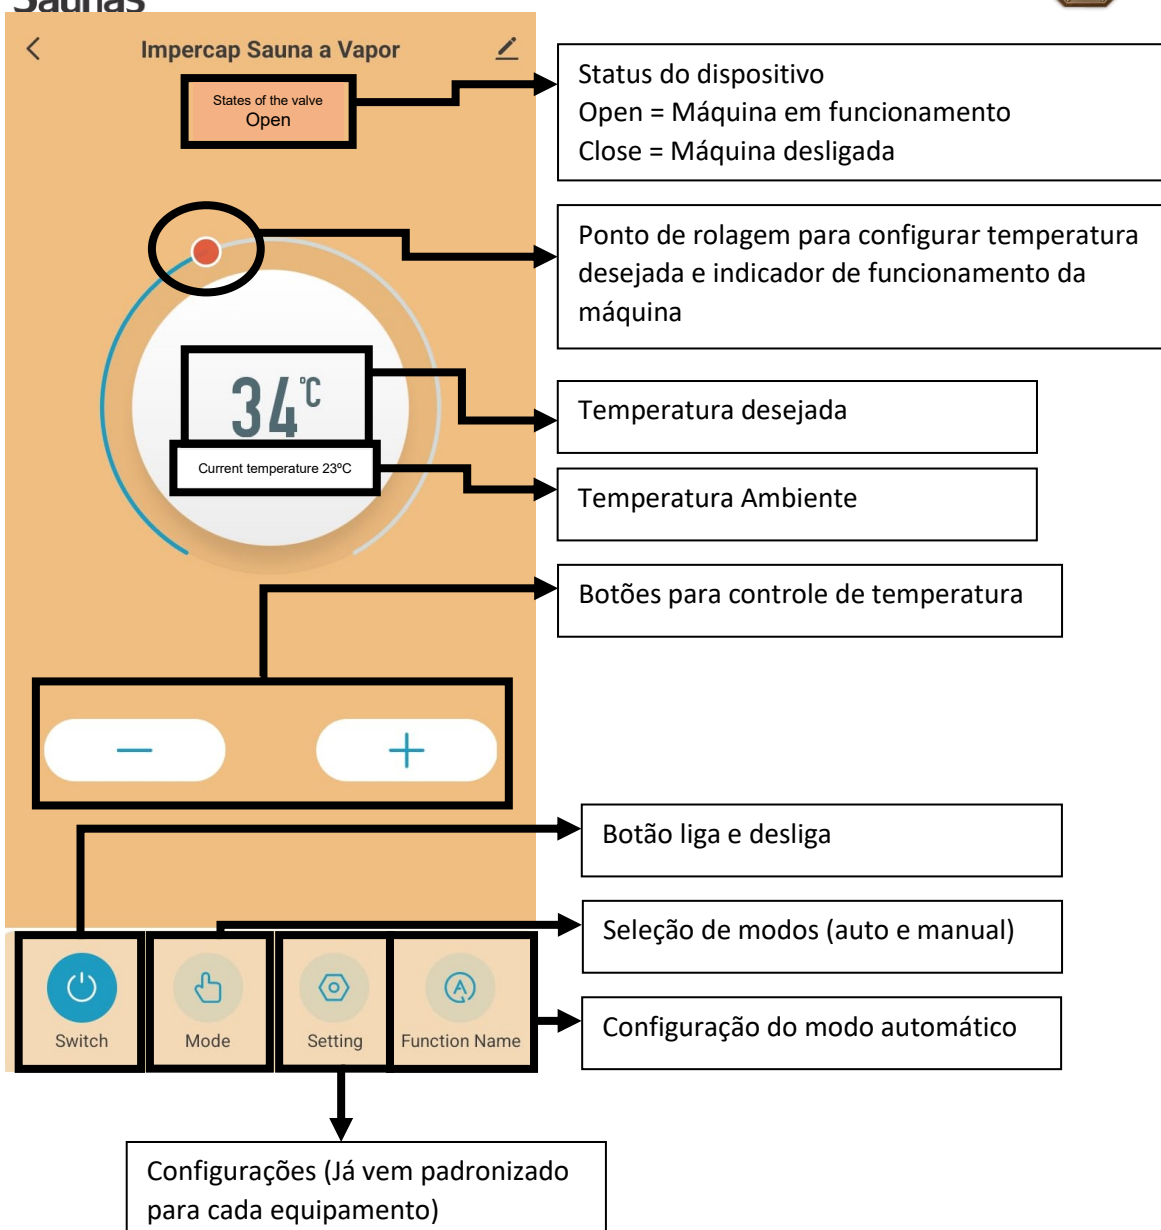 Saunas
Impercap Sauna a Vapor
States of the valve
Open
Status do dispositivo
Open = Máquina em funcionamento
Close = Máquina desligada
Ponto de rolagem para configurar temperatura
desejada e indicador de funcionamento da
máquina
34°C
Current temperature 23ºC
Temperatura desejada
Temperatura Ambiente
Botões para controle de temperatura
Botão liga e desliga
Seleção de modos (auto e manual)
Switch
Mode
Setting
Function Name
Configuração do modo automático
Configurações (Já vem padronizado
para cada equipamento)